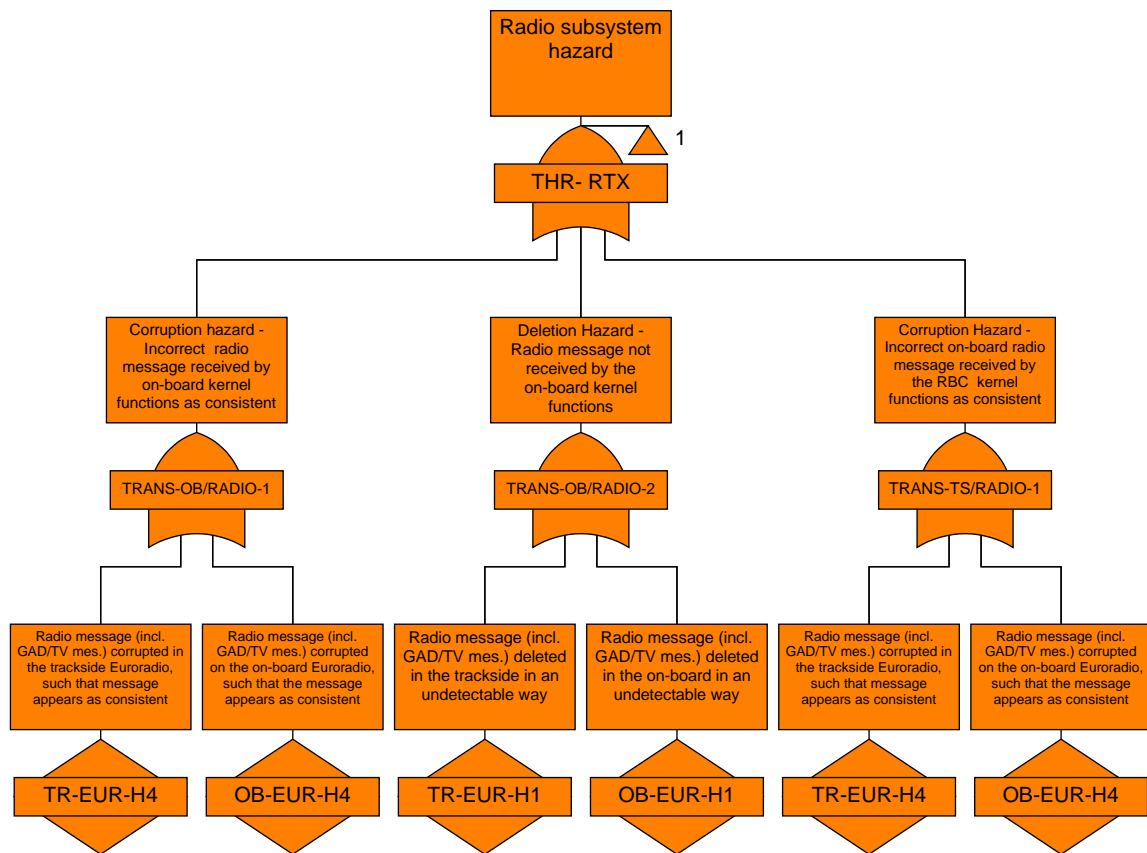 Radio subsystem
hazard
1
THR- RTX
Corruption hazard -
Incorrect  radio
message received by
on-board kernel
functions as consistent
Deletion Hazard -
Radio message not
received by the
on-board kernel
functions
Corruption Hazard -
Incorrect on-board radio
message received by
the RBC  kernel
functions as consistent
TRANS-OB/RADIO-1
TRANS-OB/RADIO-2
TRANS-TS/RADIO-1
Radio message (incl.
GAD/TV mes.) corrupted in
the trackside Euroradio,
such that message
appears as consistent
Radio message (incl.
GAD/TV mes.) corrupted
on the on-board Euroradio,
such that the message
appears as consistent
Radio message (incl.
GAD/TV mes.) deleted
in the trackside in an
undetectable way
Radio message (incl.
GAD/TV mes.) deleted
in the on-board in an
undetectable way
Radio message (incl.
GAD/TV mes.) corrupted in
the trackside Euroradio,
such that message
appears as consistent
Radio message (incl.
GAD/TV mes.) corrupted
on the on-board Euroradio,
such that the message
appears as consistent
TR-EUR-H4
OB-EUR-H4
TR-EUR-H1
OB-EUR-H1
TR-EUR-H4
OB-EUR-H4